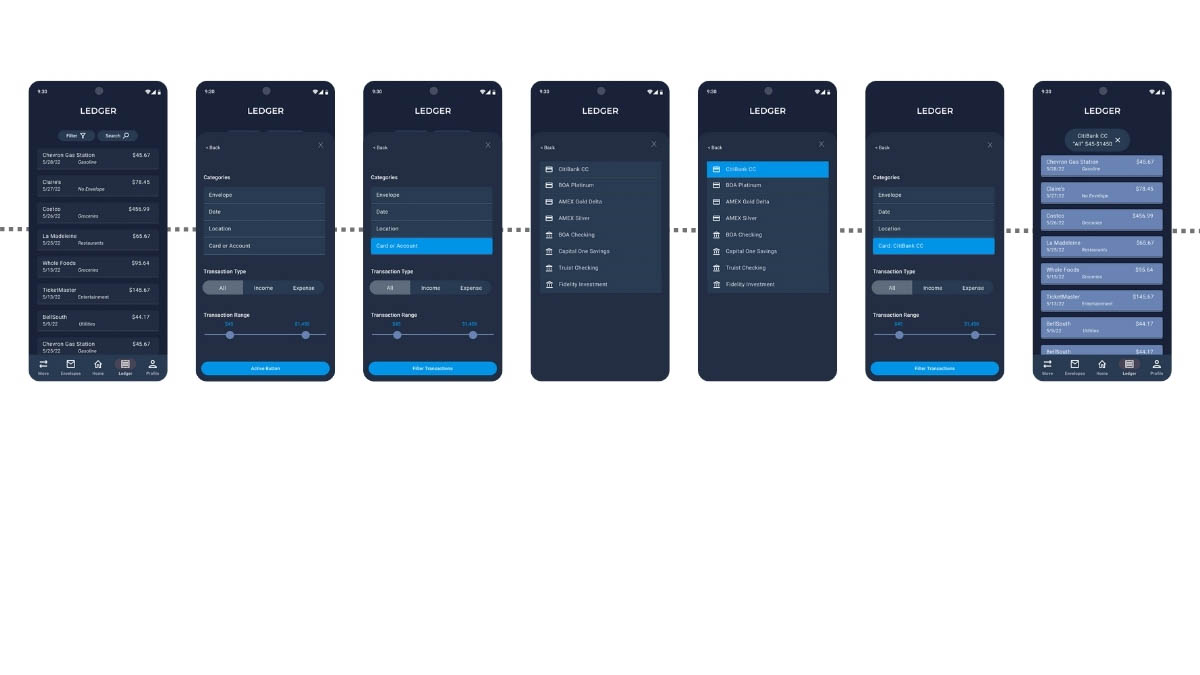 9:30
LEDGER
Filter Search
Chevron Gas Station $45.67
5/28/22 Gasoline
Claire's $78.45
5/27/22 No Envelope
Costco $456.99
5/26/22 Groceries
La Madeleine $65.67
5/25/22 Restaurants
Whole Foods $95.64
5/15/22 Groceries
TicketMaster $145.67
5/13/22 Entertainment
BellSouth $44.17
5/9/22 Utilities
Chevron Gas Station $45.67
5/25/22 Gasoline
Move Envelopes Home Ledger Profile
9:30
LEDGER
< Back X
Categories
Envelope
Date
Location
Card or Account
Transaction Type
All Income Expense
Transaction Range
$45 $1,450
Active Button
9:30
LEDGER
< Back X
Categories
Envelope
Date
Location
Card or Account
Transaction Type
All Income Expense
Transaction Range
$45 $1,450
Filter Transactions
9:30
LEDGER
< Back X
CitiBank CC
BOA Platinum
AMEX Gold Delta
AMEX Silver
BOA Checking
Capital One Savings
Truist Checking
Fidelity Investment
9:30
LEDGER
< Back X
CitiBank CC
BOA Platinum
AMEX Gold Delta
AMEX Silver
BOA Checking
Capital One Savings
Truist Checking
Fidelity Investment
LEDGER
< Back X
Categories
Envelope
Date
Location
Card: CitiBank CC
Transaction Type
All Income Expense
Transaction Range
$45 $1,450
Filter Transactions
9:30
LEDGER
CitiBank CC
"All" $45-$1450 X
Chevron Gas Station $45.67
5/28/22 Gasoline
Claire's $78.45
5/27/22 No Envelope
Costco $456.99
5/26/22 Groceries
La Madeleine $65.67
5/25/22 Restaurants
Whole Foods $95.64
5/15/22 Groceries
TicketMaster $145.67
5/13/22 Entertainment
BellSouth $44.17
5/9/22 Utilities
BellSouth $44.17
Move Envelopes Home Ledger Profile